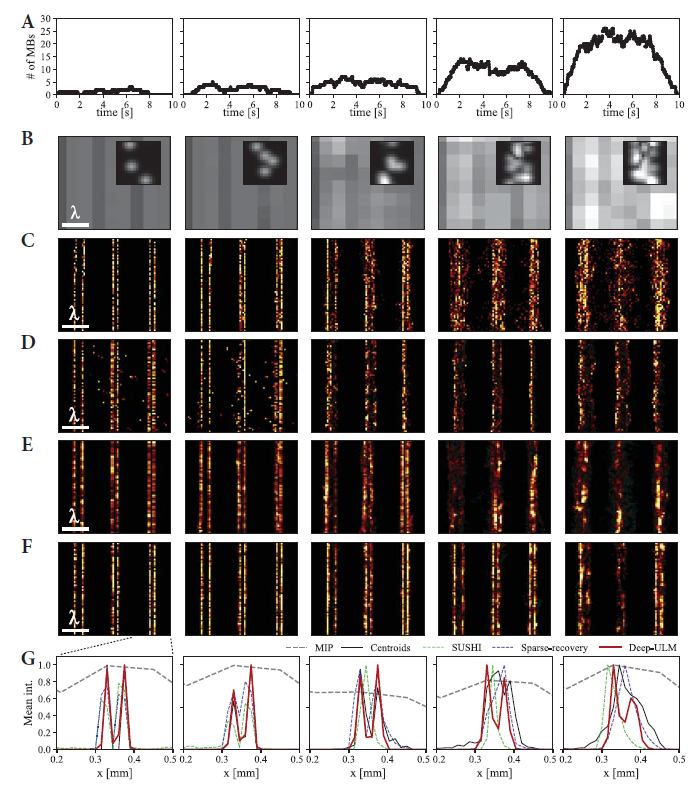 A
# of MBs
30
25
20
15
10
5
0
0 2 4 6 8 10
time [s]
0 2 4 6 8 10
time [s]
0 2 4 6 8 10
time [s]
0 2 4 6 8 10
time [s]
0 2 4 6 8 10
time [s]
B
λ
C
λ
D
λ
E
λ
F
λ
MIP Centroids SUSHI Sparse-recovery Deep-ULM
G
Mean int.
1.0
0.8
0.6
0.4
0.2
0.0
0.2 0.3 0.4 0.5
x [mm]
0.2 0.3 0.4 0.5
x [mm]
0.2 0.3 0.4 0.5
x [mm]
0.2 0.3 0.4 0.5
x [mm]
0.2 0.3 0.4 0.5
x [mm]